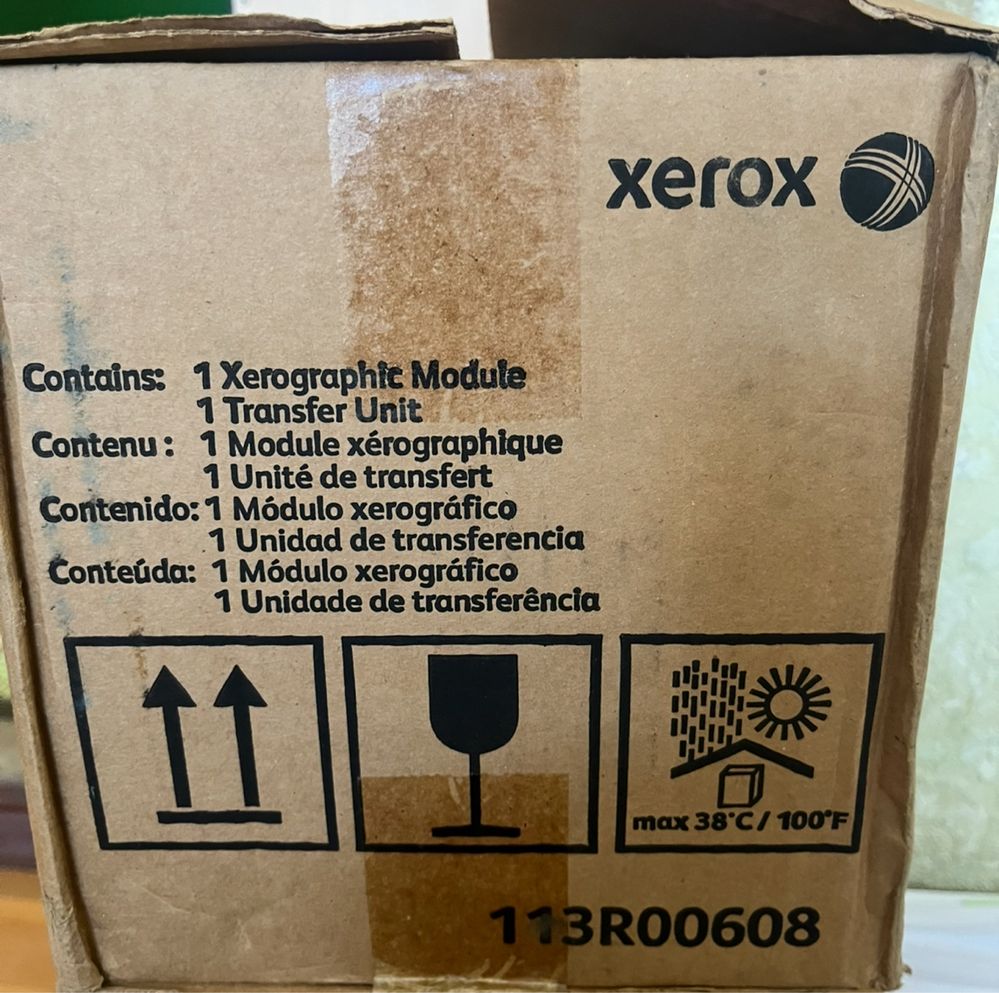 xerox
Contains: 1 Xerographic Module
1 Transfer Unit
Contenu : 1 Module xérographique
1 Unité de transfert
Contenido: 1 Módulo xerográfico
1 Unidad de transferencia
Conteúda: 1 Módulo xerográfico
1 Unidade de transferência
max 38°C / 100°F
113R00608